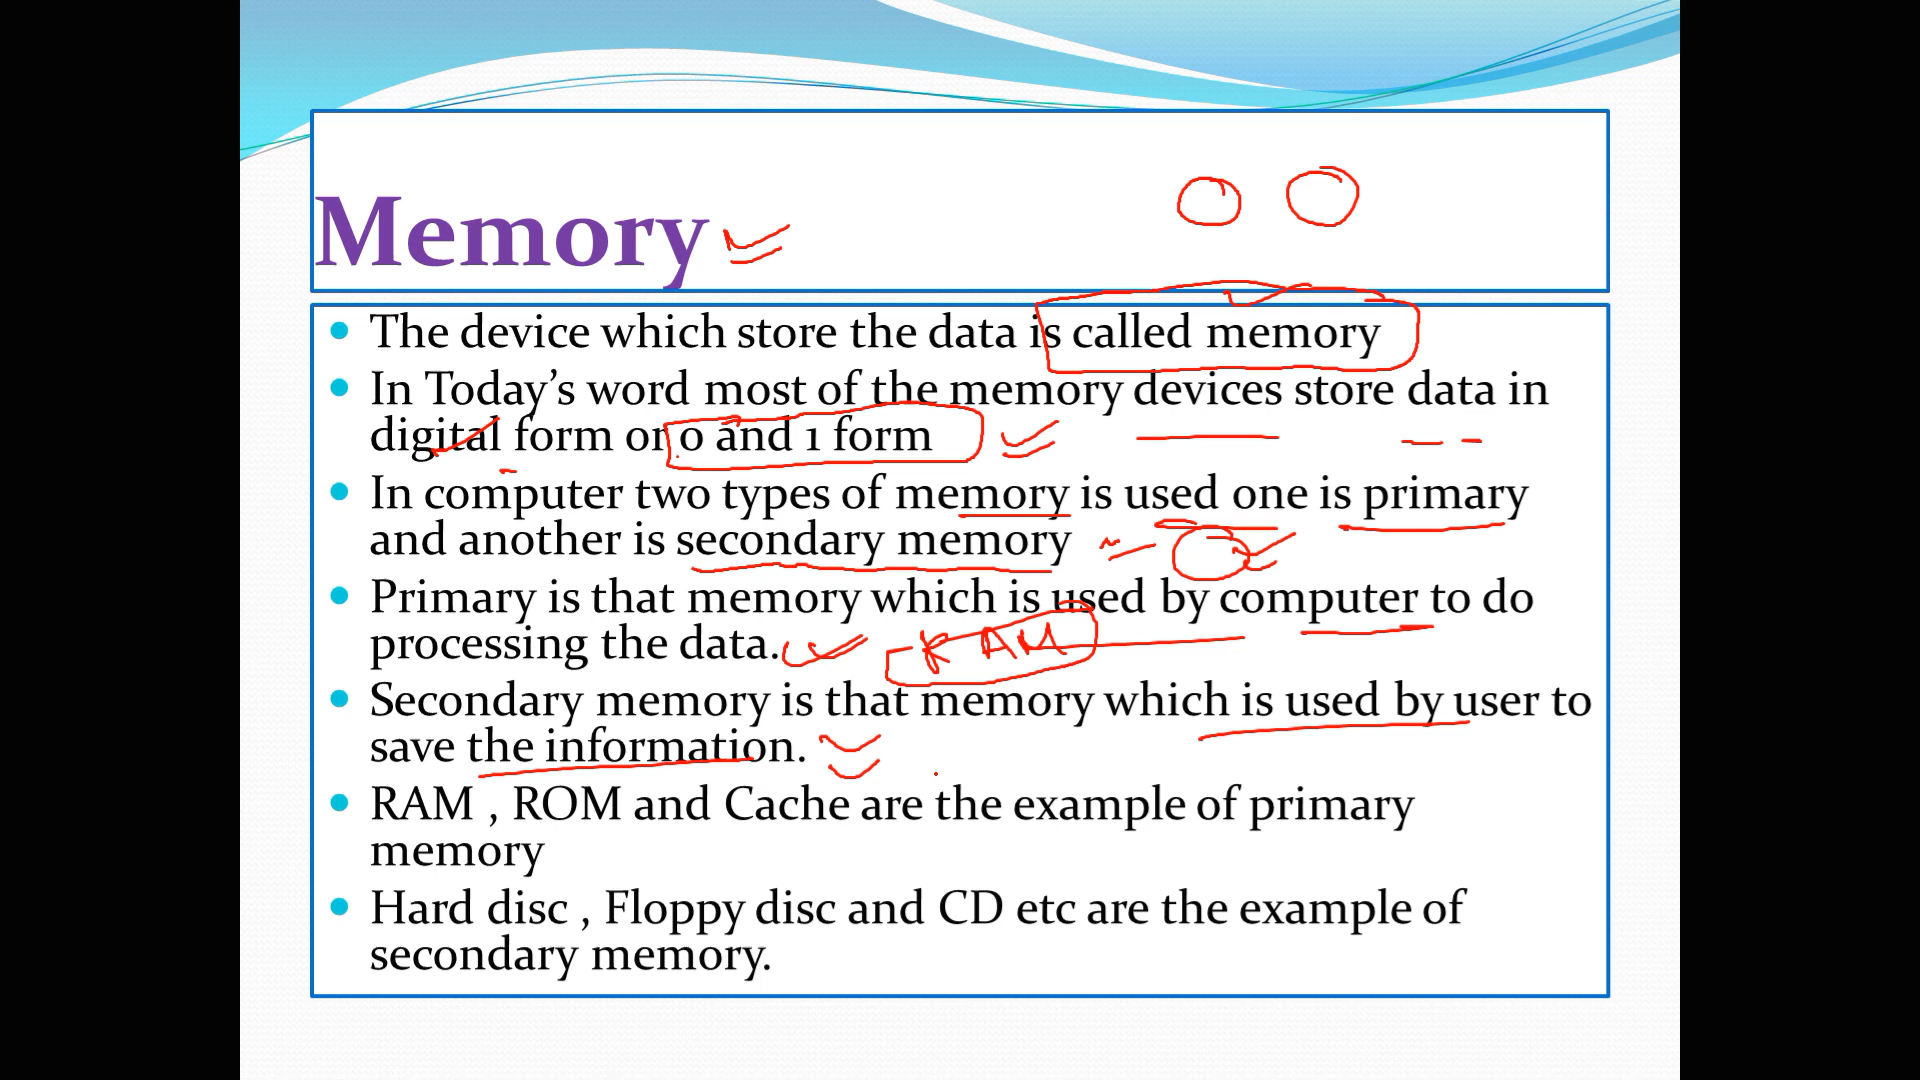 Memory
The device which store the data is called memory
In Today’s word most of the memory devices store data in
digital form or 0 and 1 form
In computer two types of memory is used one is primary
and another is secondary memory
Primary is that memory which is used by computer to do
processing the data.
RAM
Secondary memory is that memory which is used by user to
save the information.
RAM , ROM and Cache are the example of primary
memory
Hard disc , Floppy disc and CD etc are the example of
secondary memory.